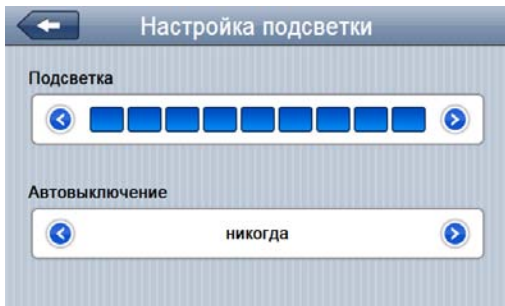 Настройка подсветки
Подсветка
Автовыключение
никогда